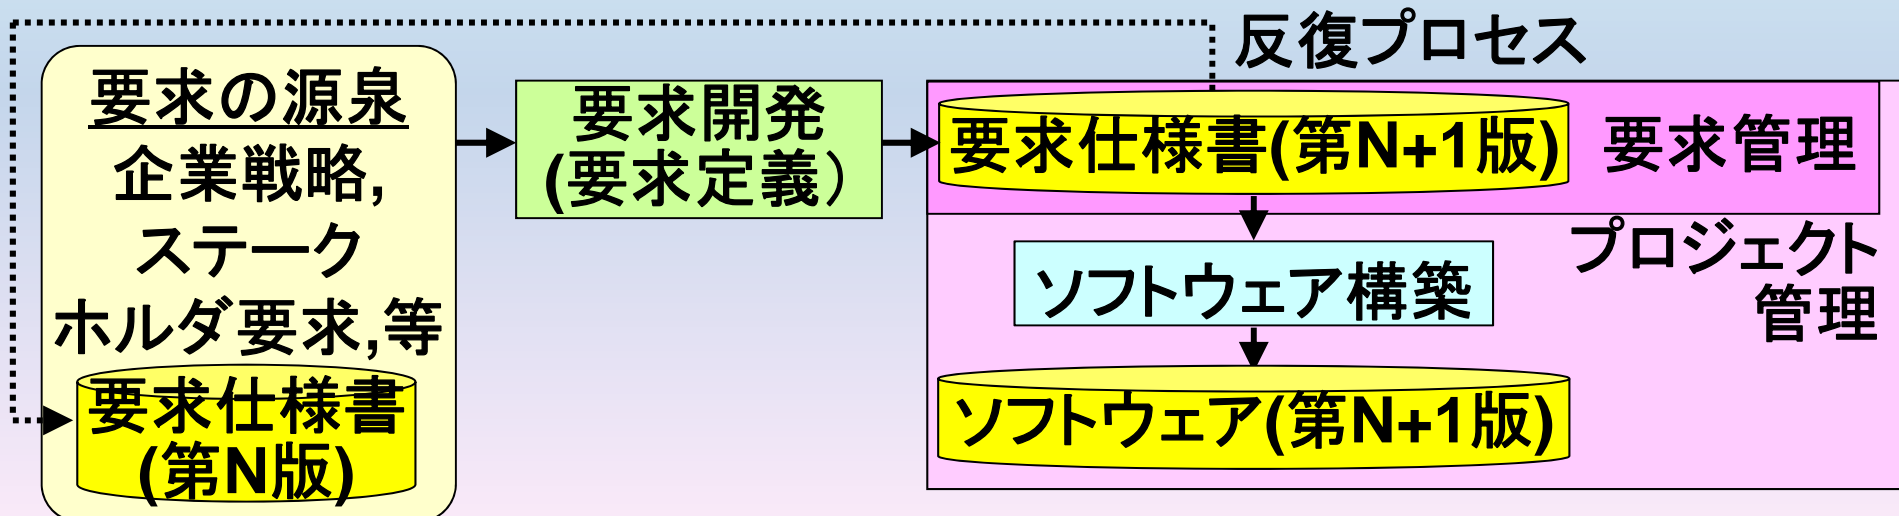 反復プロセス
要求の源泉
企業戦略,
ステーク
ホルダ要求,等
要求仕様書
(第N版)
要求開発
(要求定義）
要求仕様書(第N+1版)
要求管理
プロジェクト
管理
ソフトウェア構築
ソフトウェア(第N+1版)